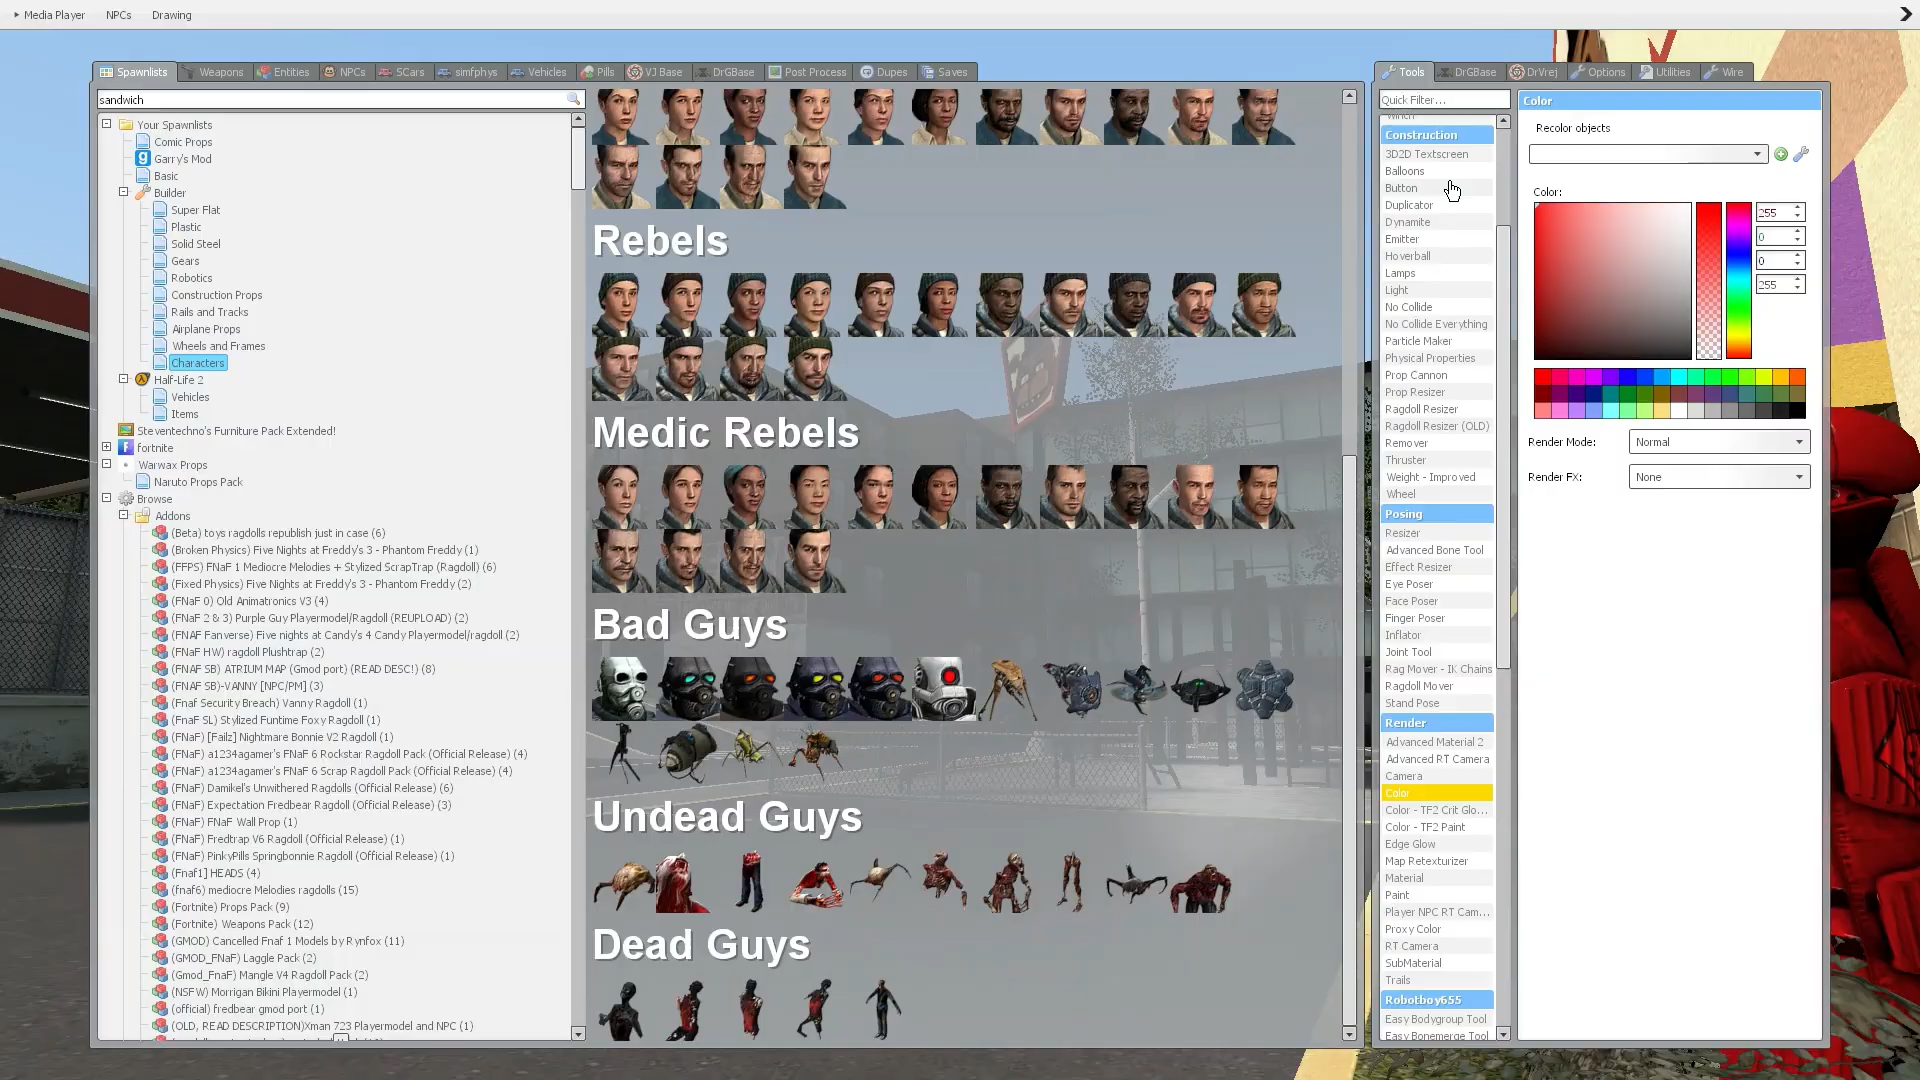 Media Player
NPCs
Drawing
Spawnlists
Weapons
Entities
NPCs
SCars
simfphys
Vehicles
Pills
VJ Base
DrGBase
Post Process
Dupes
Saves
sandwich
Your Spawnlists
Comic Props
Garry's Mod
Basic
Builder
Super Flat
Plastic
Solid Steel
Gears
Robotics
Construction Props
Rails and Tracks
Airplane Props
Wheels and Frames
Characters
Half-Life 2
Vehicles
Items
Steventechno's Furniture Pack Extended!
fortnite
Warwax Props
Naruto Props Pack
Browse
Addons
(Beta) toys ragdolls republish just in case (6)
(Broken Physics) Five Nights at Freddy's 3 - Phantom Freddy (1)
(FFPS) FNaF 1 Mediocre Melodies + Stylized ScrapTrap (Ragdoll) (6)
(Fixed Physics) Five Nights at Freddy's 3 - Phantom Freddy (2)
(FNaF 0) Old Animatronics V3 (4)
(FNaF 2 & 3) Purple Guy Playermodel/Ragdoll (REUPLOAD) (2)
(FNAF Fanverse) Five nights at Candy's 4 Candy Playermodel/ragdoll (2)
(FNaF HW) ragdoll Plushtrap (2)
(FNAF SB) ATRIUM MAP (Gmod port) (READ DESC!) (8)
(FNAF SB)-VANNY [NPC/PM] (3)
(Fnaf Security Breach) Vanny Ragdoll (1)
(FNaF SL) Stylized Funtime Foxy Ragdoll (1)
(FNaF) [Failz] Nightmare Bonnie V2 Ragdoll (1)
(FNaF) a1234agamer's FNaF 6 Rockstar Ragdoll Pack (Official Release) (4)
(FNaF) a1234agamer's FNaF 6 Scrap Ragdoll Pack (Official Release) (4)
(FNaF) Damikel's Unwithered Ragdolls (Official Release) (6)
(FNaF) Expectation Fredbear Ragdoll (Official Release) (3)
(FNaF) FNaF Wall Prop (1)
(FNaF) Fredtrap V6 Ragdoll (Official Release) (1)
(FNaF) PinkyPills Springbonnie Ragdoll (Official Release) (1)
(Fnaf1) HEADS (4)
(fnaf6) mediocre Melodies ragdolls (15)
(Fortnite) Props Pack (9)
(Fortnite) Weapons Pack (12)
(GMOD) Cancelled Fnaf 1 Models by Rynfox (11)
(GMOD_FNaF) Laggle Pack (2)
(Gmod_FNaF) Mangle V4 Ragdoll Pack (2)
(NSFW) Morrigan Bikini Playermodel (1)
(official) fredbear gmod port (1)
(OLD, READ DESCRIPTION)Xman 723 Playermodel and NPC (1)
Rebels
Medic Rebels
Bad Guys
Undead Guys
Dead Guys
Tools
DrGBase
DrVrej
Options
Utilities
Wire
Quick Filter...
Construction
3D2D Textscreen
Balloons
Button
Duplicator
Dynamite
Emitter
Hoverball
Lamps
Light
No Collide
No Collide Everything
Particle Maker
Physical Properties
Prop Cannon
Prop Resizer
Ragdoll Resizer
Ragdoll Resizer (OLD)
Remover
Thruster
Weight - Improved
Wheel
Posing
Resizer
Advanced Bone Tool
Effect Resizer
Eye Poser
Face Poser
Finger Poser
Inflator
Joint Tool
Rag Mover - IK Chains
Ragdoll Mover
Stand Pose
Render
Advanced Material 2
Advanced RT Camera
Camera
Color
Color - TF2 Crit Glo...
Color - TF2 Paint
Edge Glow
Map Retexturizer
Material
Paint
Player NPC RT Cam...
Proxy Color
RT Camera
SubMaterial
Trails
Robotboy655
Easy Bodygroup Tool
Easy Bonemerge Tool
Color
Recolor objects
Color:
255
0
0
255
Render Mode:
Normal
Render FX:
None